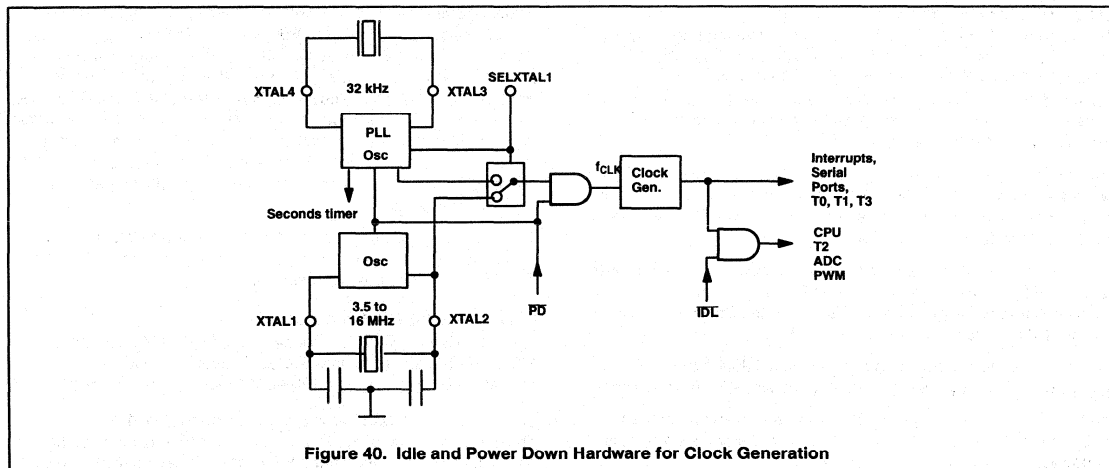 SELXTAL1
XTAL4
32 kHz
XTAL3
PLL
Osc
Seconds timer
fCLK
Clock
Gen.
Interrupts,
Serial
Ports,
T0, T1, T3
CPU
T2
ADC
PWM
Osc
PD
IDL
3.5 to
16 MHz
XTAL1
XTAL2
Figure 40. Idle and Power Down Hardware for Clock Generation